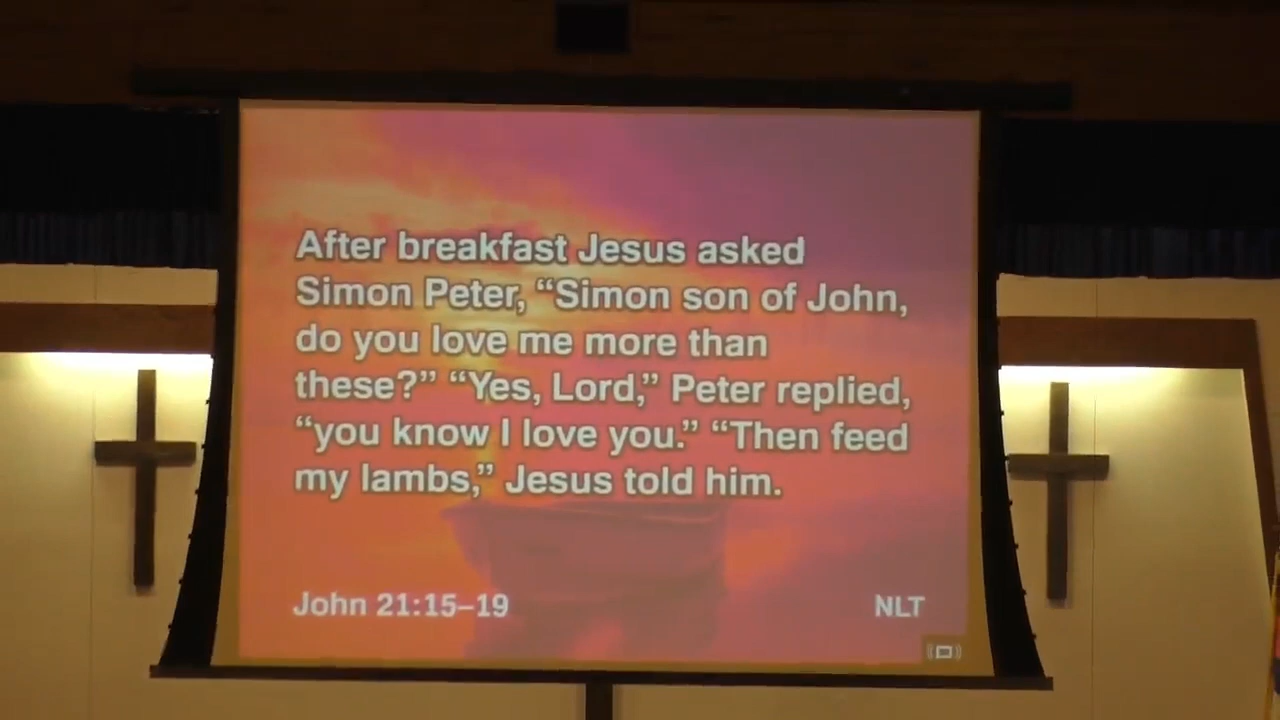 After breakfast Jesus asked
Simon Peter, “Simon son of John,
do you love me more than
these?” “Yes, Lord,” Peter replied,
“you know I love you.” “Then feed
my lambs,” Jesus told him.
John 21:15–19
NLT